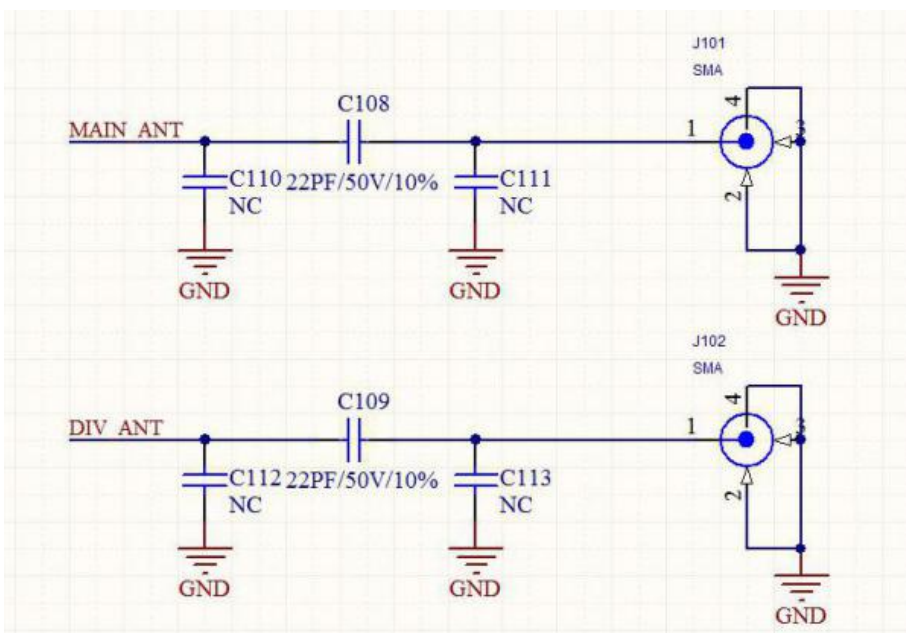 J101
SMA
C108
4
MAIN ANT
1
3
C110 22PF/50V/10%
C111
NC
NC
2
GND
GND
GND
J102
SMA
C109
4
DIV ANT
1
3
C112 22PF/50V/10%
C113
NC
NC
2
GND
GND
GND